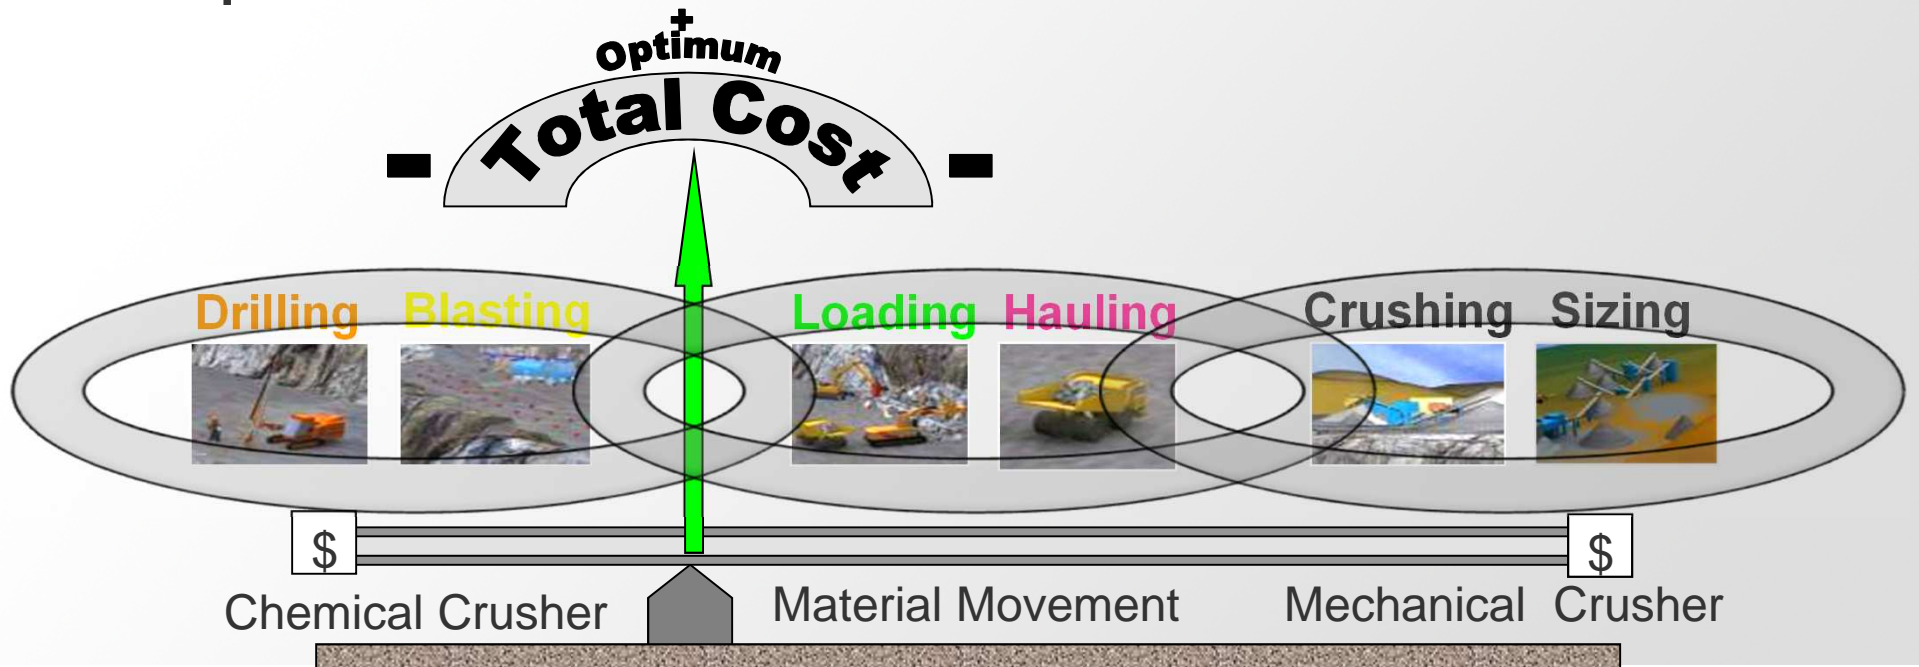 +
Optimum
Total Cost
- -
Drilling Blasting Loading Hauling Crushing Sizing
$ $
Chemical Crusher Material Movement Mechanical Crusher